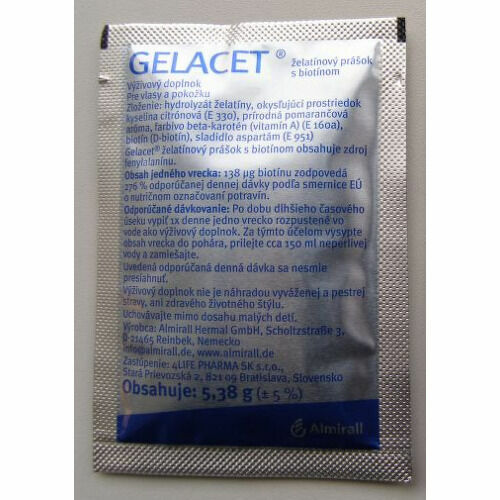 GELACET ®
želatínový prášok
s biotínom
Výživový doplnok
Pre vlasy a pokožku
Zloženie: hydrolyzát želatíny, okysľujúci prostriedok
kyselina citrónová (E 330), prírodná pomarančová
aróma, farbivo beta-karotén (vitamín A) (E 160a),
biotín (D-biotín), sladidlo aspartám (E 951)
Gelacet® želatínový prášok s biotínom obsahuje zdroj
fenylalanínu.
Obsah jedného vrecka: 138 µg biotínu zodpovedá
276 % odporúčanej dennej dávky podľa smernice EÚ
o nutričnom označovaní potravín.
Odporúčané dávkovanie: Po dobu dlhšieho časového
úseku vypiť 1x denne jedno vrecko rozpustené vo
vode ako výživový doplnok. Za týmto účelom vysypte
obsah vrecka do pohára, prilejte cca 150 ml neperlivej
vody a zamiešajte.
Uvedená odporúčaná denná dávka sa nesmie
presiahnuť.
Výživový doplnok nie je náhradou vyváženej a pestrej
stravy, ani zdravého životného štýlu.
Uchovávajte mimo dosahu malých detí.
Výrobca: Almirall Hermal GmbH, Scholtzstraße 3,
D-21465 Reinbek, Nemecko
info@almirall.de, www.almirall.de
Zastúpenie: 4LIFE PHARMA SK s.r.o.,
Stará Prievozská 2, 821 09 Bratislava, Slovensko
Obsahuje: 5,38 g (± 5 %)
Almirall